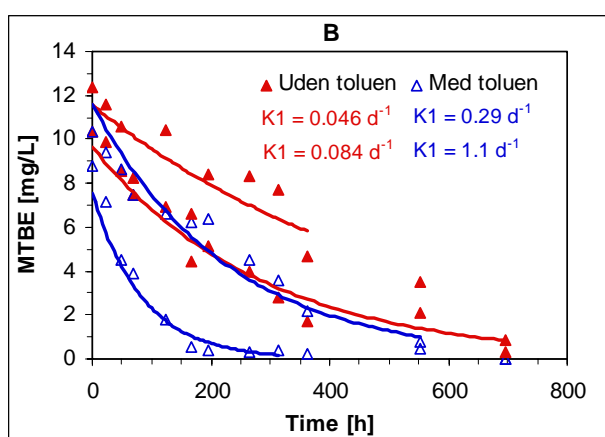 B
Uden toluen
Med toluen
K1 = 0.046 d⁻¹
K1 = 0.29 d⁻¹
K1 = 0.084 d⁻¹
K1 = 1.1 d⁻¹
MTBE [mg/L]
14
12
10
8
6
4
2
0
0 200 400 600 800
Time [h]